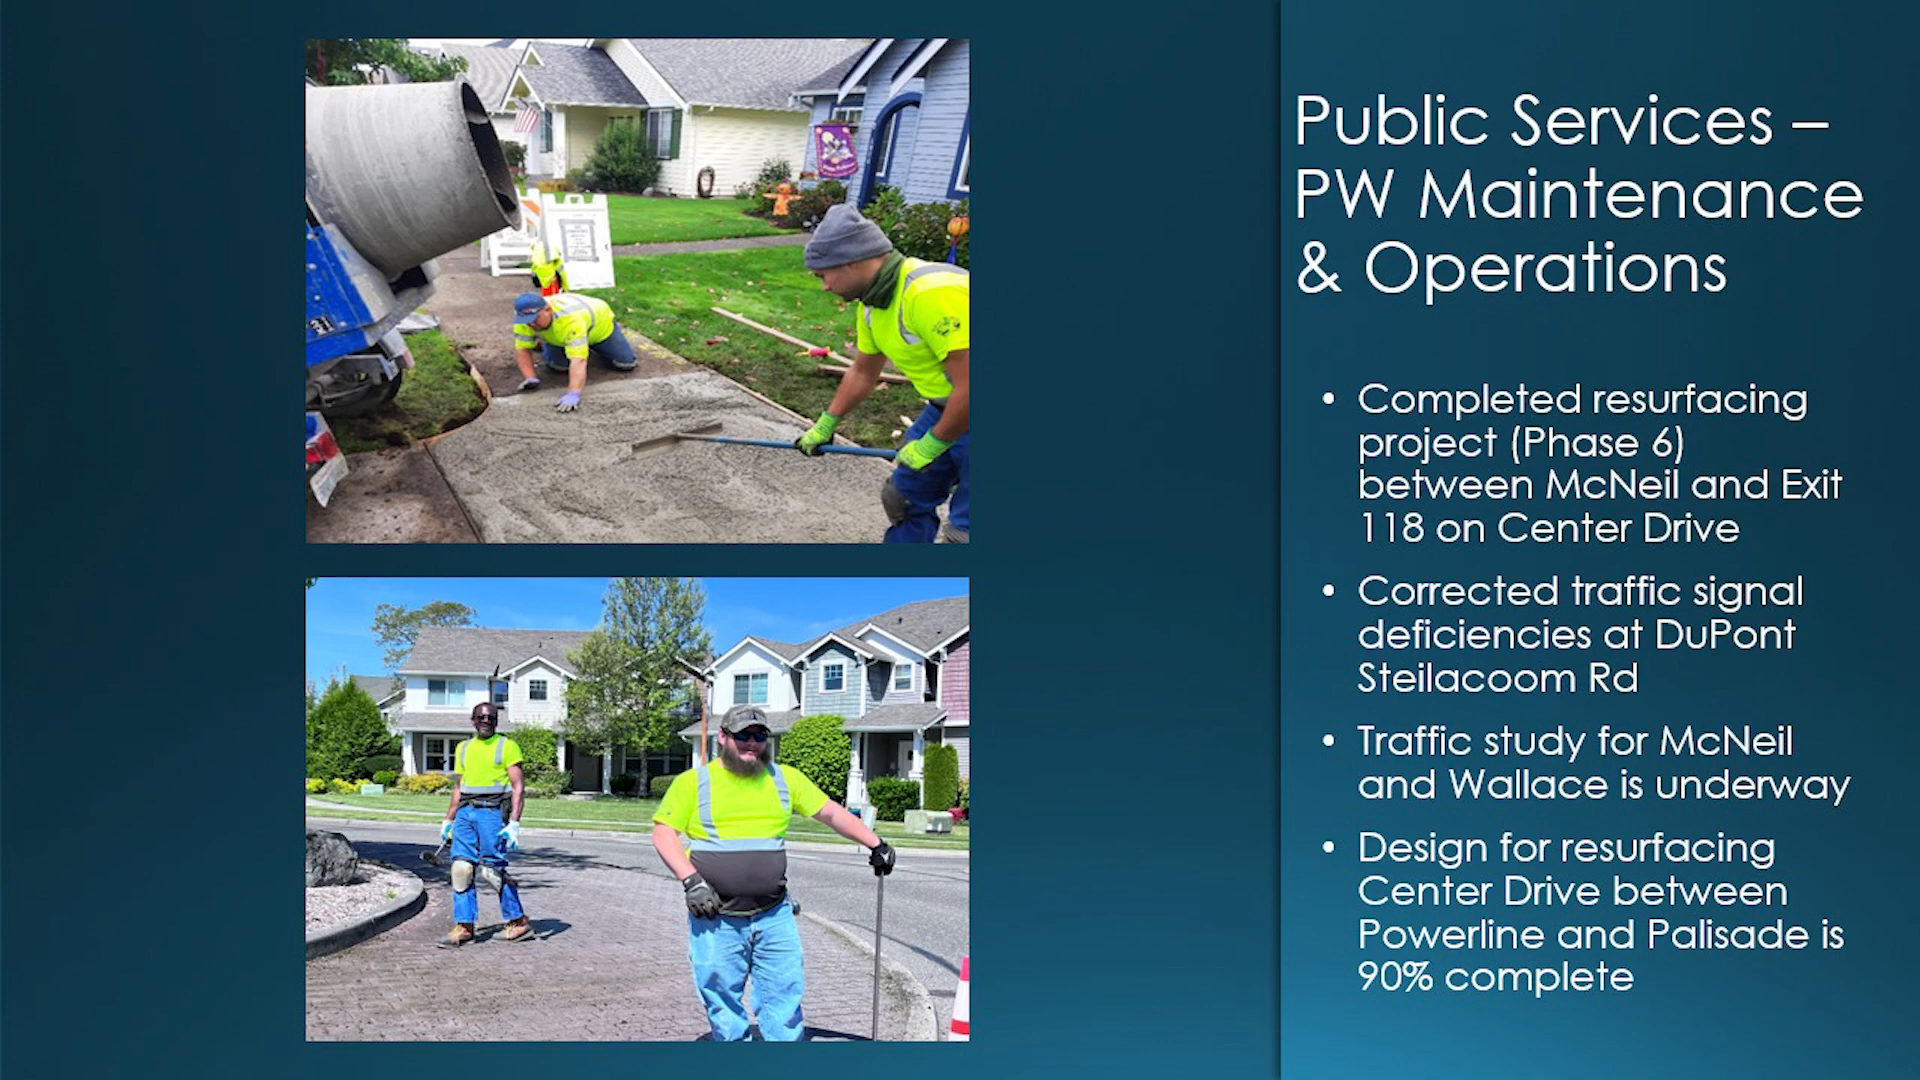 Public Services –
PW Maintenance
& Operations
• Completed resurfacing
project (Phase 6)
between McNeil and Exit
118 on Center Drive
• Corrected traffic signal
deficiencies at DuPont
Steilacoom Rd
• Traffic study for McNeil
and Wallace is underway
• Design for resurfacing
Center Drive between
Powerline and Palisade is
90% complete
31